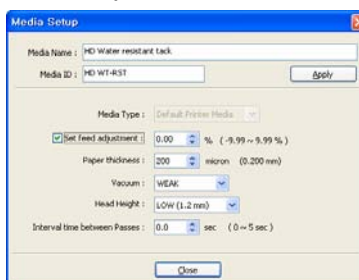 Media Setup
Media Name : HD Water resistant tack
Media ID : HD WT-RST Apply
Media Type : Default Printer Media
Set feed adjustment : 0.00 % ( -9.99 ~ 9.99 % )
Paper thickness : 200 micron (0.200 mm)
Vacuum : WEAK
Head Height : LOW (1.2 mm)
Interval time between Passes : 0.0 sec ( 0 ~ 5 sec )
Close